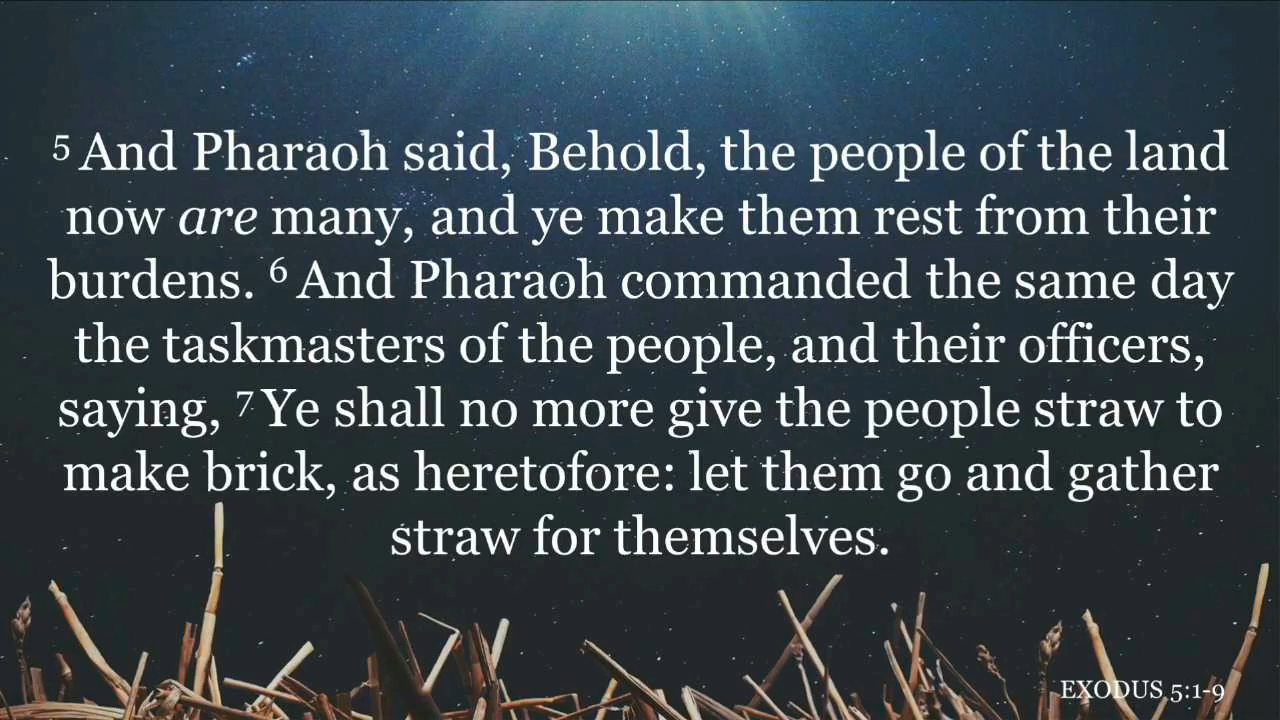 5 And Pharaoh said, Behold, the people of the land
now are many, and ye make them rest from their
burdens. 6 And Pharaoh commanded the same day
the taskmasters of the people, and their officers,
saying, 7 Ye shall no more give the people straw to
make brick, as heretofore: let them go and gather
straw for themselves.
EXODUS 5:1-9